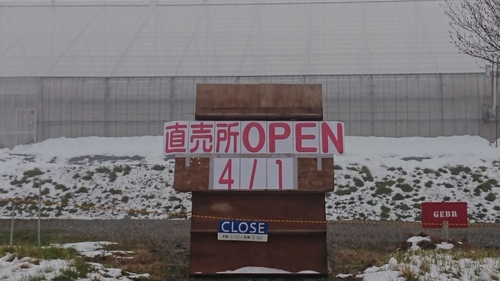 直売所OPEN
4/1
CLOSE
GEBR